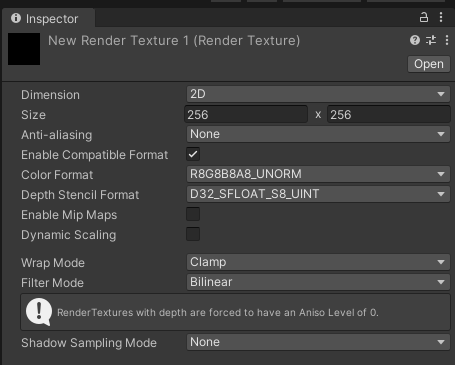 Inspector
New Render Texture 1 (Render Texture)
Open
Dimension 2D
Size 256 x 256
Anti-aliasing None
Enable Compatible Format
Color Format R8G8B8A8_UNORM
Depth Stencil Format D32_SFLOAT_S8_UINT
Enable Mip Maps
Dynamic Scaling
Wrap Mode Clamp
Filter Mode Bilinear
RenderTextures with depth are forced to have an Aniso Level of 0.
Shadow Sampling Mode None